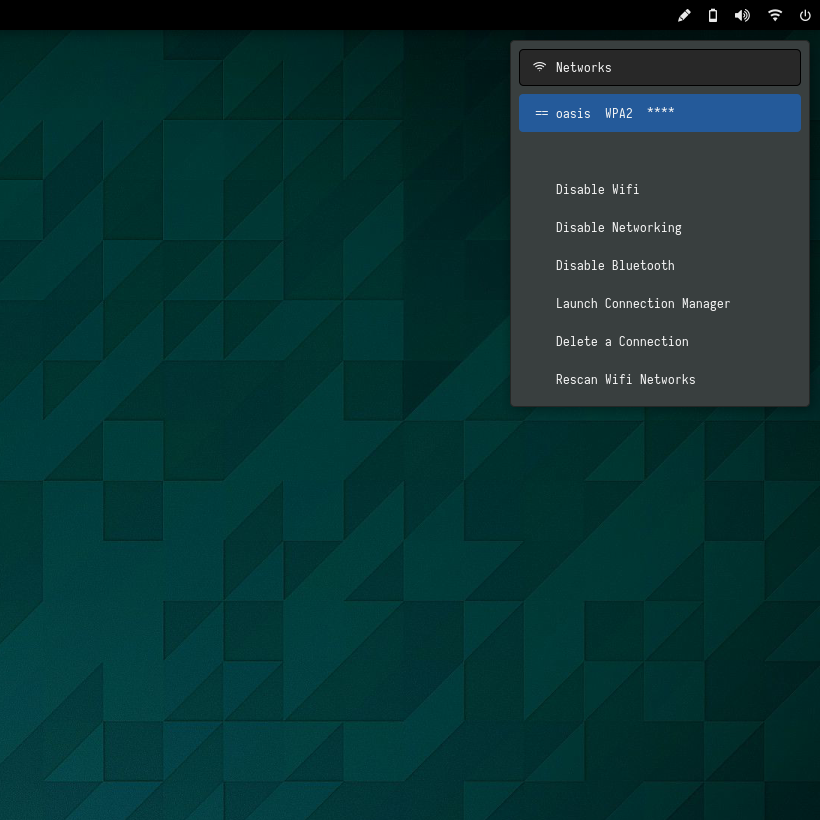 Networks
== oasis  WPA2  ****
Disable Wifi
Disable Networking
Disable Bluetooth
Launch Connection Manager
Delete a Connection
Rescan Wifi Networks